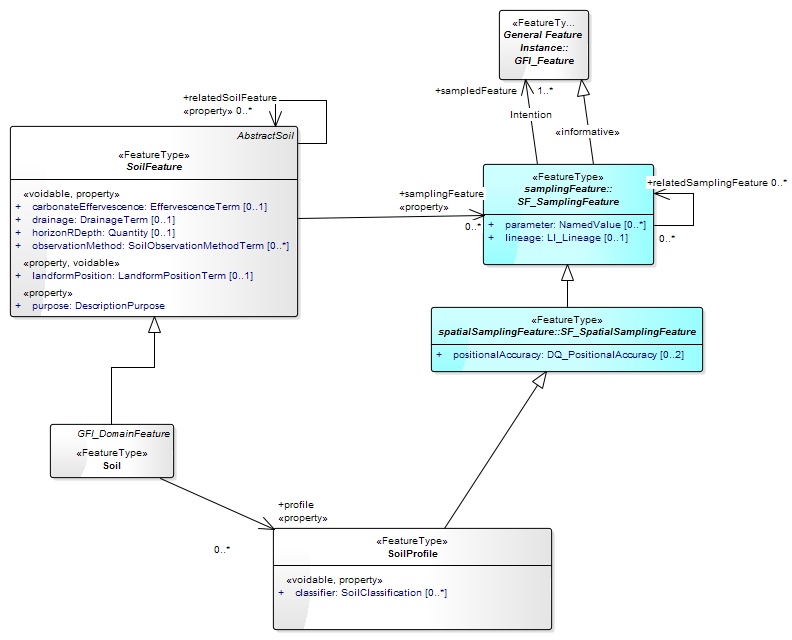 «FeatureTy...
General Feature
Instance::
GFI_Feature
+sampledFeature
1..*
Intention
«informative»
+relatedSoilFeature
«property» 0..*
AbstractSoil
«FeatureType»
SoilFeature
«voidable, property»
+ carbonateEffervescence: EffervescenceTerm [0..1]
+ drainage: DrainageTerm [0..1]
+ horizonRDepth: Quantity [0..1]
+ observationMethod: SoilObservationMethodTerm [0..*]
«property, voidable»
+ landformPosition: LandformPositionTerm [0..1]
«property»
+ purpose: DescriptionPurpose
+samplingFeature
«property»
0..*
«FeatureType»
samplingFeature::
SF_SamplingFeature
+ parameter: NamedValue [0..*]
+ lineage: LI_Lineage [0..1]
+relatedSamplingFeature 0..*
0..*
«FeatureType»
spatialSamplingFeature::SF_SpatialSamplingFeature
+ positionalAccuracy: DQ_PositionalAccuracy [0..2]
GFI_DomainFeature
«FeatureType»
Soil
+profile
«property»
0..*
«FeatureType»
SoilProfile
«voidable, property»
+ classifier: SoilClassification [0..*]